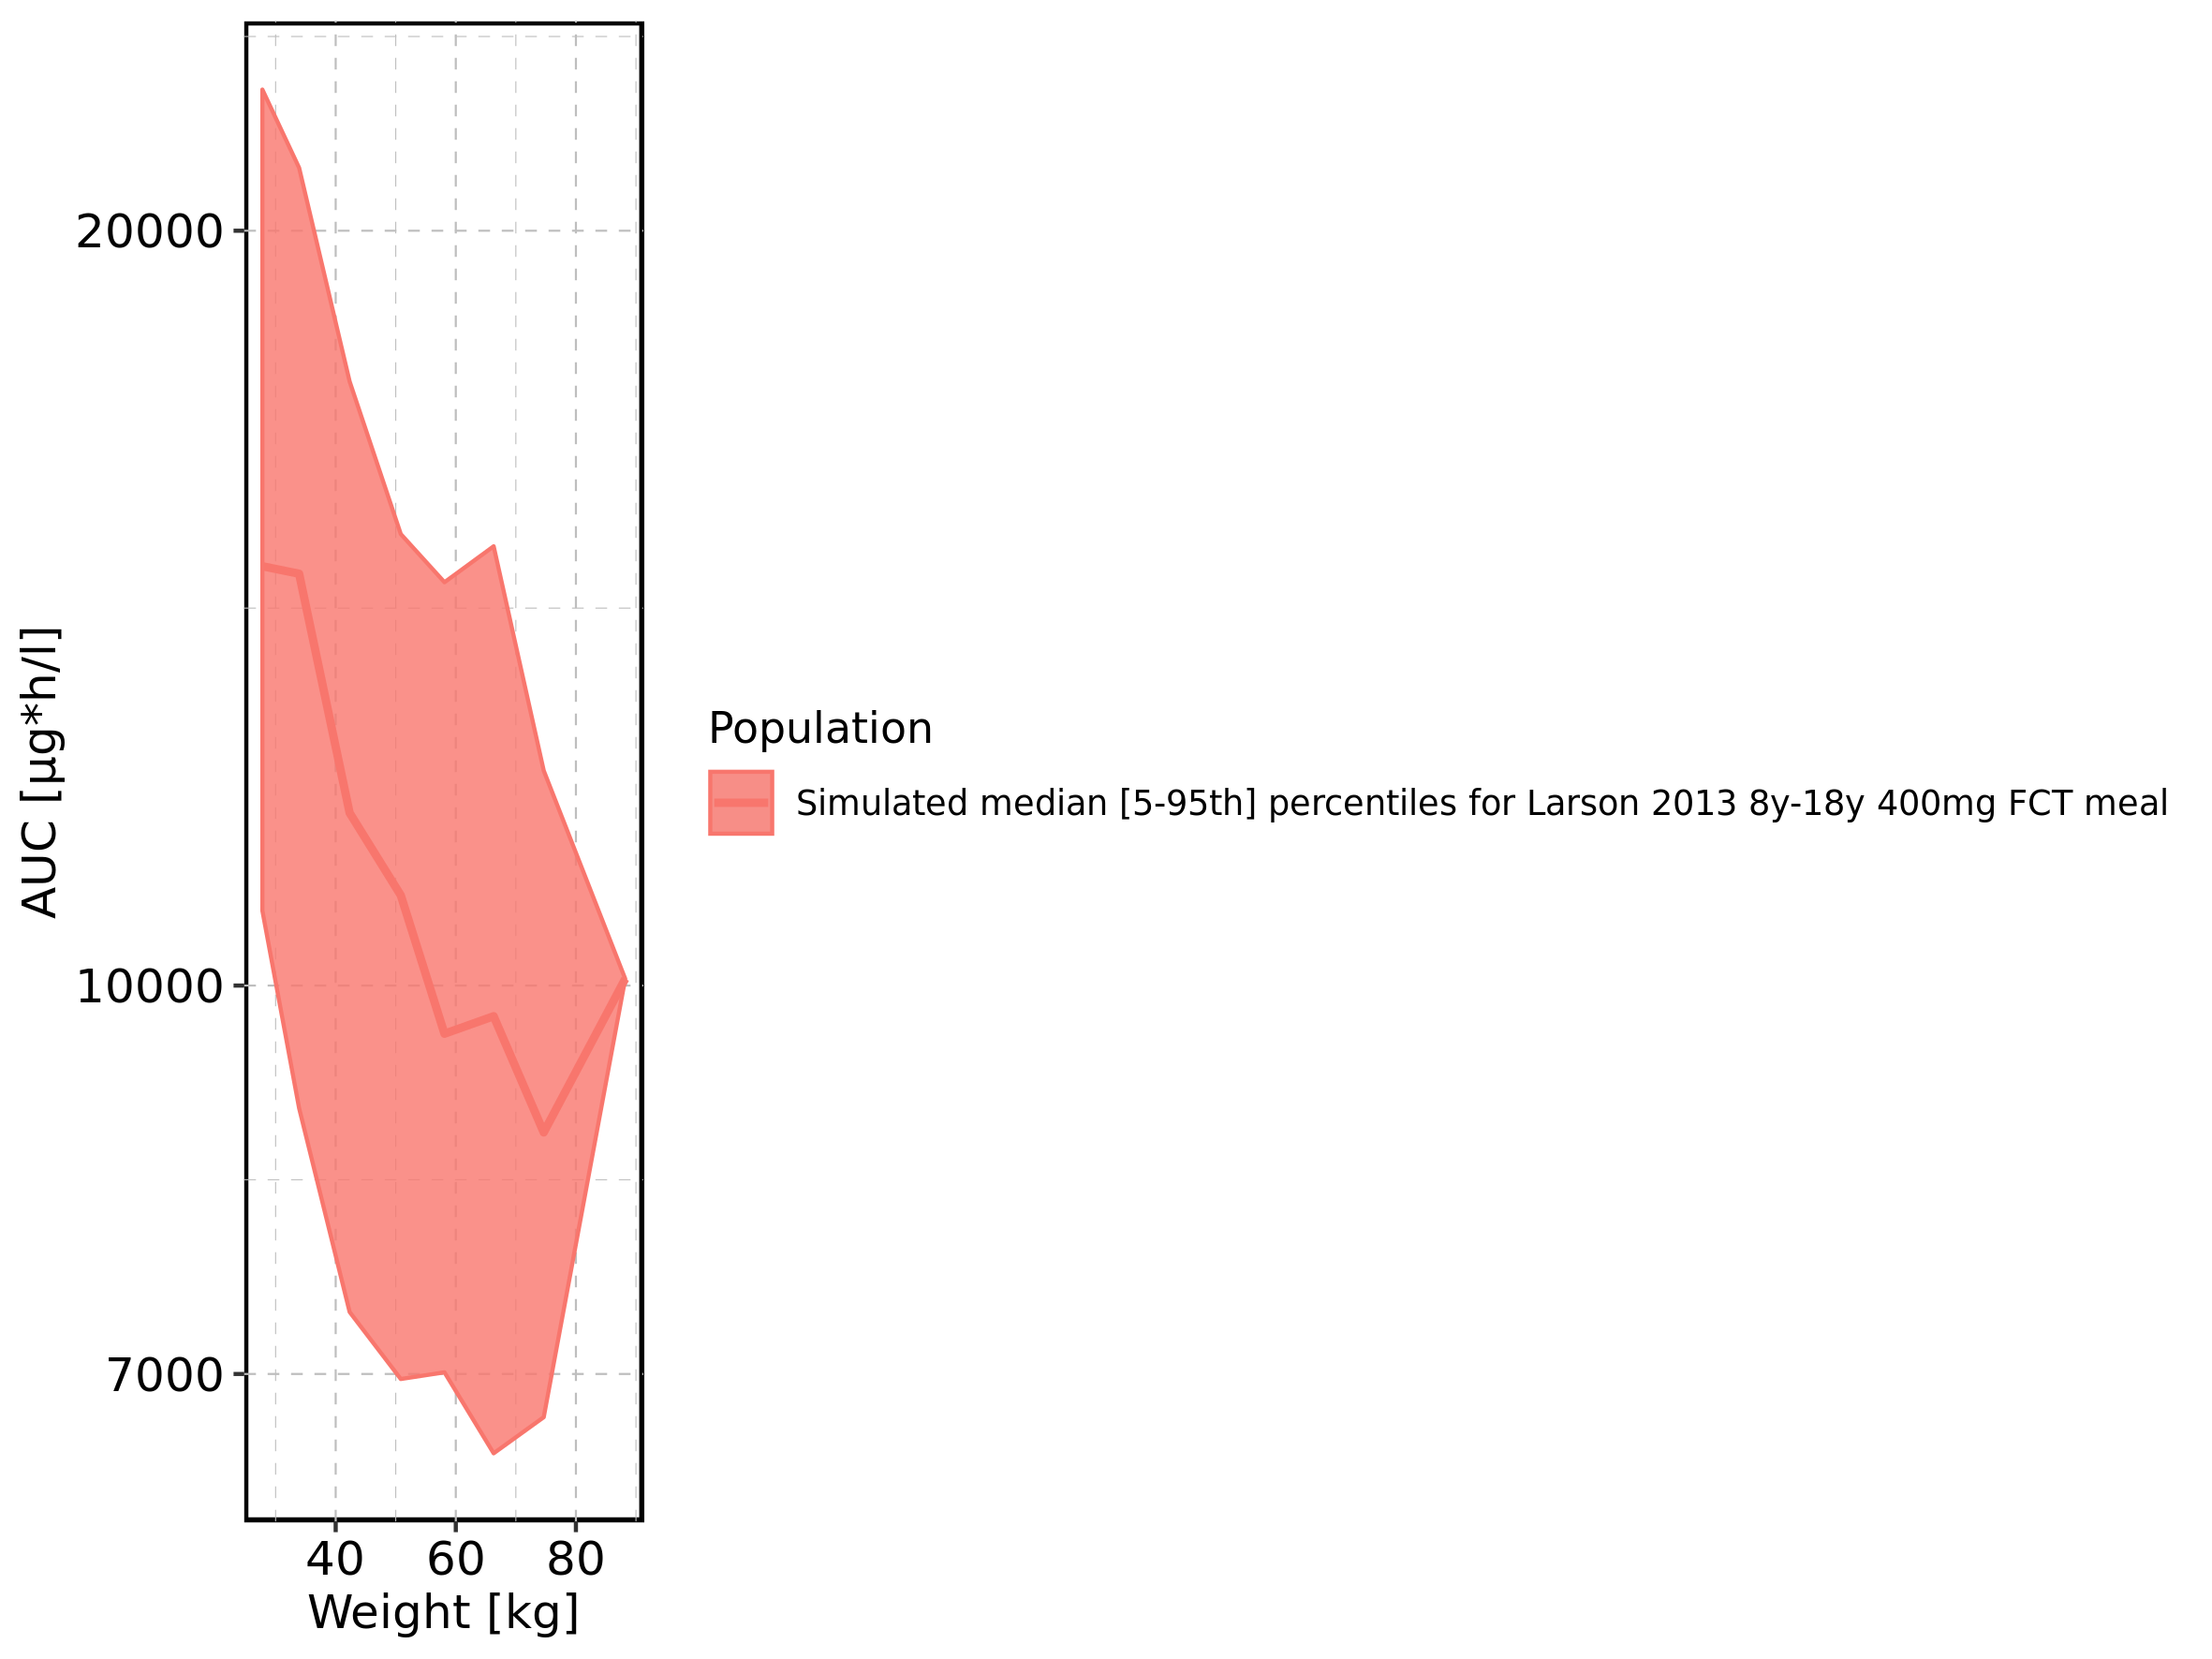 20000
10000
7000
AUC [µg*h/l]
40 60 80
Weight [kg]
Population
Simulated median [5-95th] percentiles for Larson 2013 8y-18y 400mg FCT meal